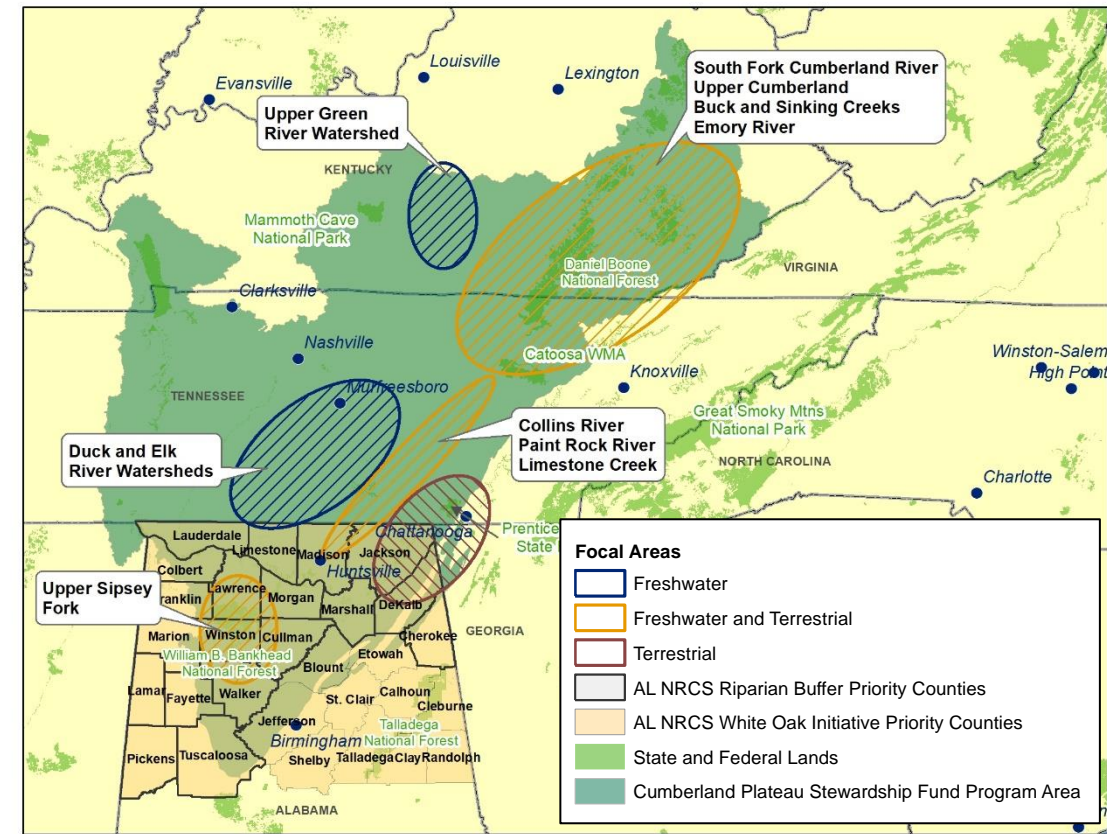 Louisville
Lexington
Evansville
South Fork Cumberland River
Upper Cumberland
Buck and Sinking Creeks
Emory River
Upper Green
River Watershed
KENTUCKY
Mammoth Cave
National Park
Daniel Boone
National Forest
VIRGINIA
Clarksville
Nashville
Catoosa WMA
Knoxville
Winston-Salem
High Point
TENNESSEE
Murfreesboro
Great Smoky Mtns
National Park
Collins River
Paint Rock River
Limestone Creek
Duck and Elk
River Watersheds
NORTH CAROLINA
Charlotte
Chattanooga
Prentice
State
Lauderdale
Limestone
Madison
Jackson
Huntsville
Colbert
Upper Sipsey
Fork
Franklin
Lawrence
Morgan
Marshall
DeKalb
Marion
Winston
Cullman
Cherokee
GEORGIA
William B. Bankhead
National Forest
Blount
Etowah
Lamar
Fayette
Walker
St. Clair
Calhoun
Cleburne
Jefferson
Birmingham
Talladega
National Forest
Pickens
Tuscaloosa
Shelby
Talladega
Clay
Randolph
ALABAMA
Focal Areas
Freshwater
Freshwater and Terrestrial
Terrestrial
AL NRCS Riparian Buffer Priority Counties
AL NRCS White Oak Initiative Priority Counties
State and Federal Lands
Cumberland Plateau Stewardship Fund Program Area